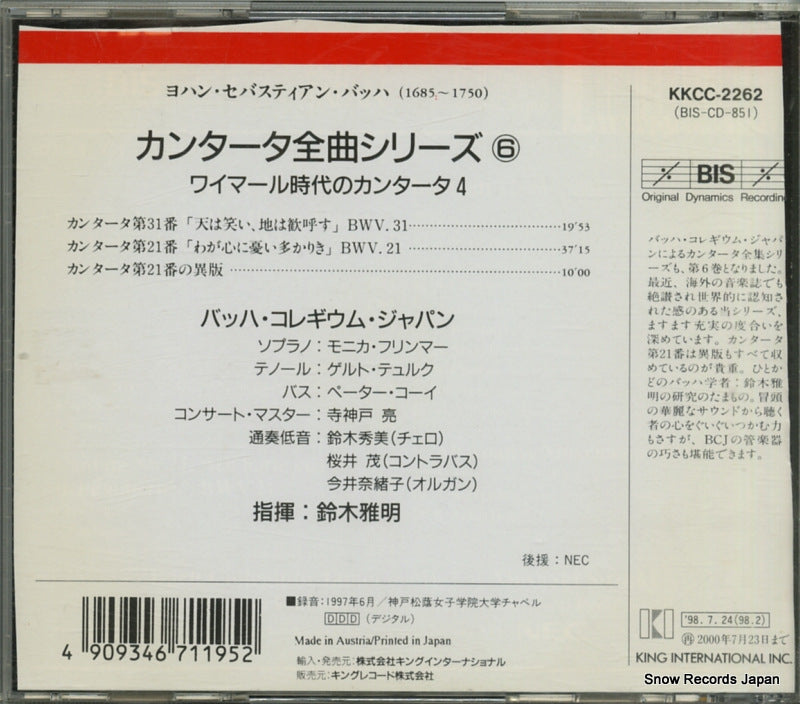 ヨハン・セバスティアン・バッハ (1685〜1750)
カンタータ全曲シリーズ ⑥
ワイマール時代のカンタータ 4
カンタータ第31番「天は笑い、地は歓呼す」BWV. 31 19'53
カンタータ第21番「わが心に憂い多かりき」BWV. 21 37'15
カンタータ第21番の異版 10'00
バッハ・コレギウム・ジャパン
ソプラノ：モニカ・フリンマー
テノール：ゲルト・テュルク
バス：ペーター・コーイ
コンサート・マスター：寺神戸 亮
通奏低音：鈴木秀美(チェロ)
桜井 茂(コントラバス)
今井奈緒子(オルガン)
指揮：鈴木雅明
後援：NEC
4 909346 711952
■録音：1997年6月／神戸松蔭女子学院大学チャペル
DDD (デジタル)
Made in Austria/Printed in Japan
輸入・発売元：株式会社キングインターナショナル
販売元：キングレコード株式会社
KKCC-2262
(BIS-CD-851)
BIS
Original Dynamics Recording
バッハ・コレギウム・ジャパ
ンによるカンタータ全集シリ
ーズも、第6巻となりました。
最近、海外の音楽誌でも
絶讃され世界的に認知さ
れた感のある当シリーズ、
ますます充実の度合いを
深めています。カンタータ
第21番は異版もすべて収
めているのが貴重。ひとか
どのバッハ学者：鈴木雅
明の研究のたまもの。冒頭
の華麗なサウンドから聴く
者の心をぐいぐいつかむ力
もさすが、BCJの管楽器
の巧さも堪能できます。
KI
'98. 7. 24 (98. 2)
再 2000年7月23日まで
KING INTERNATIONAL INC.
Snow Records Japan